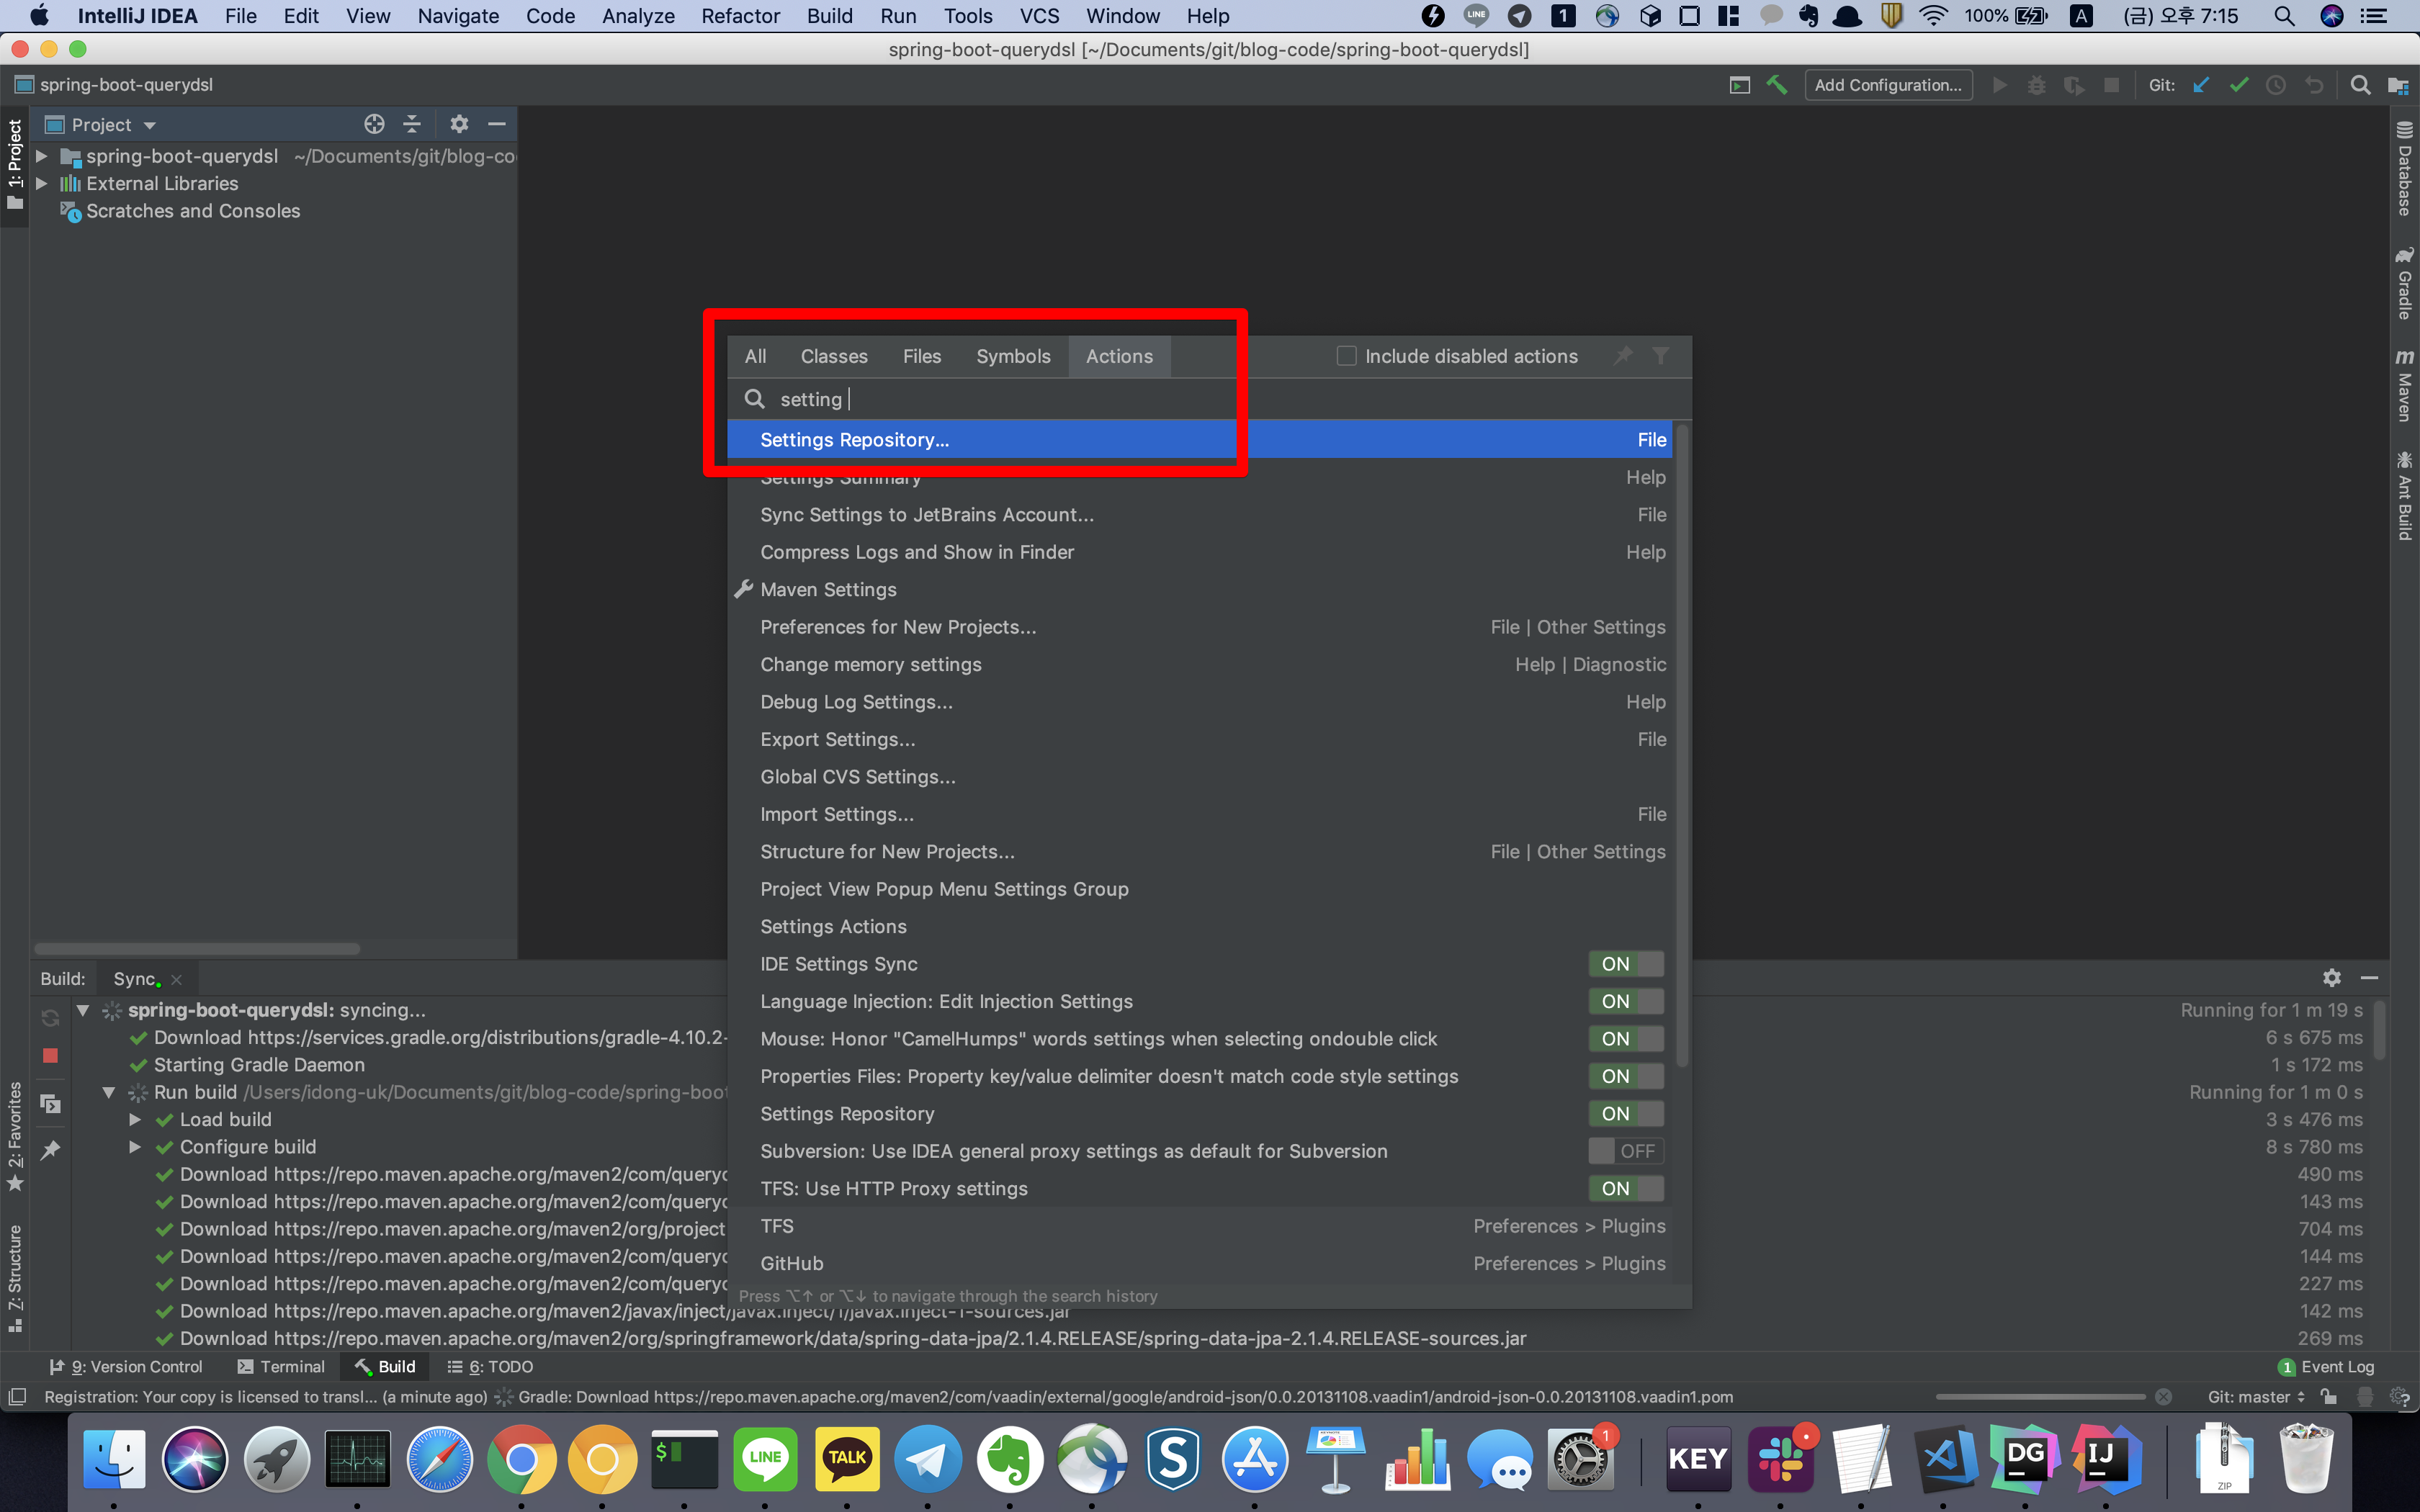 IntelliJ IDEA File Edit View Navigate Code Analyze Refactor Build Run Tools VCS Window Help LINE 1 100% A (금) 오후 7:15
spring-boot-querydsl [~/Documents/git/blog-code/spring-boot-querydsl]
spring-boot-querydsl Add Configuration... Git:
Project
spring-boot-querydsl ~/Documents/git/blog-co
External Libraries
Scratches and Consoles
1: Project
2: Favorites
7: Structure
Database
Gradle
m Maven
Ant Build
All Classes Files Symbols Actions Include disabled actions
setting
Settings Repository... File
Settings Summary Help
Sync Settings to JetBrains Account... File
Compress Logs and Show in Finder Help
Maven Settings
Preferences for New Projects... File | Other Settings
Change memory settings Help | Diagnostic
Debug Log Settings... Help
Export Settings... File
Global CVS Settings...
Import Settings... File
Structure for New Projects... File | Other Settings
Project View Popup Menu Settings Group
Settings Actions
IDE Settings Sync ON
Language Injection: Edit Injection Settings ON
Mouse: Honor "CamelHumps" words settings when selecting ondouble click ON
Properties Files: Property key/value delimiter doesn't match code style settings ON
Settings Repository ON
Subversion: Use IDEA general proxy settings as default for Subversion OFF
TFS: Use HTTP Proxy settings ON
TFS Preferences > Plugins
GitHub Preferences > Plugins
Press ⌥↑ or ⌥↓ to navigate through the search history
Build: Sync
spring-boot-querydsl: syncing... Running for 1 m 19 s
Download https://services.gradle.org/distributions/gradle-4.10.2- 6 s 675 ms
Starting Gradle Daemon 1 s 172 ms
Run build /Users/idong-uk/Documents/git/blog-code/spring-boot Running for 1 m 0 s
Load build 3 s 476 ms
Configure build 8 s 780 ms
Download https://repo.maven.apache.org/maven2/com/queryd 490 ms
Download https://repo.maven.apache.org/maven2/com/queryd 143 ms
Download https://repo.maven.apache.org/maven2/org/project 704 ms
Download https://repo.maven.apache.org/maven2/com/queryd 144 ms
Download https://repo.maven.apache.org/maven2/com/queryd 227 ms
Download https://repo.maven.apache.org/maven2/javax/inject/javax.inject/1/javax.inject-1-sources.jar 142 ms
Download https://repo.maven.apache.org/maven2/org/springframework/data/spring-data-jpa/2.1.4.RELEASE/spring-data-jpa-2.1.4.RELEASE-sources.jar 269 ms
9: Version Control Terminal Build 6: TODO 1 Event Log
Registration: Your copy is licensed to transl... (a minute ago) Gradle: Download https://repo.maven.apache.org/maven2/com/vaadin/external/google/android-json/0.0.20131108.vaadin1/android-json-0.0.20131108.vaadin1.pom Git: master
$ LINE TALK S 1 KEY DG IJ ZIP